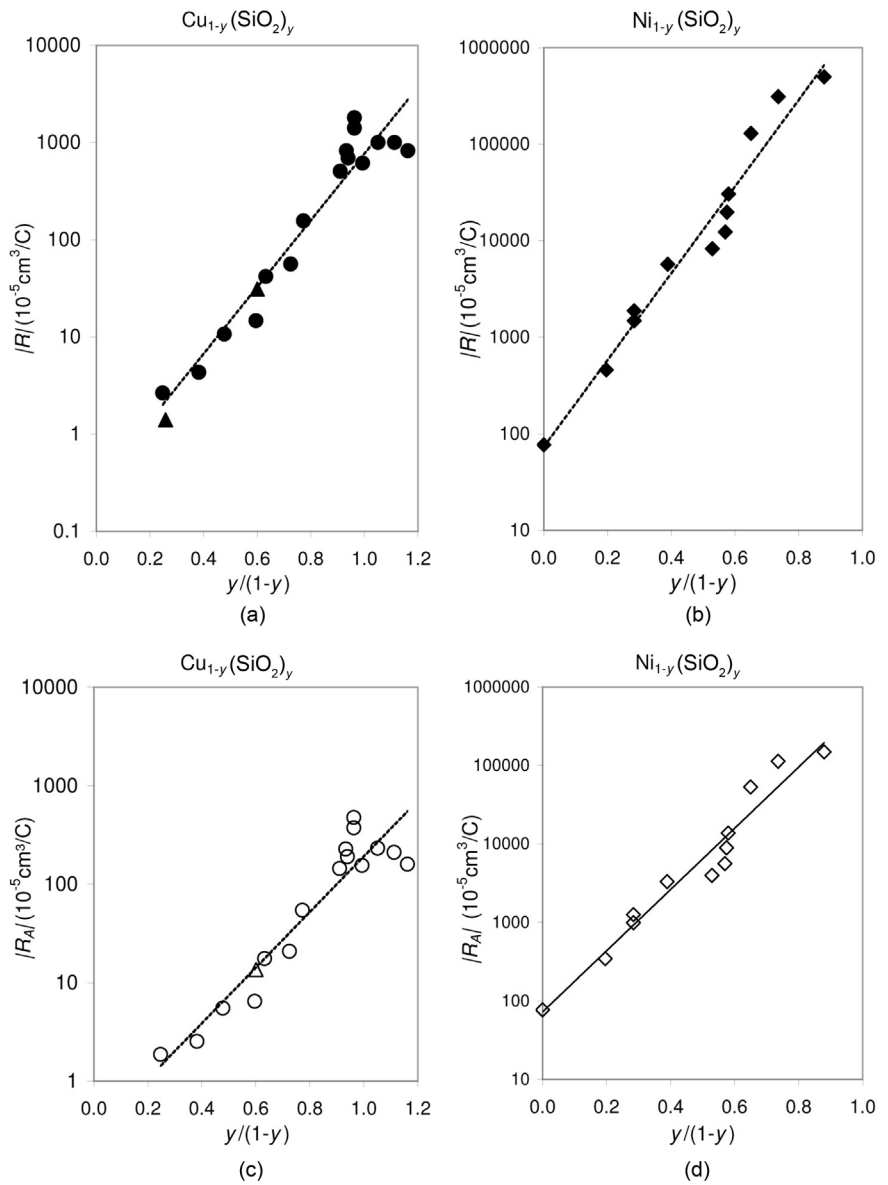 Cu1-y(SiO2)y
10000
1000
100
10
1
0.1
|R| (10-5cm3/C)
0.0 0.2 0.4 0.6 0.8 1.0 1.2
y/(1-y)
(a)
Ni1-y(SiO2)y
1000000
100000
10000
1000
100
10
|R| (10-5cm3/C)
0.0 0.2 0.4 0.6 0.8 1.0
y/(1-y)
(b)
Cu1-y(SiO2)y
10000
1000
100
10
1
|RA| (10-5cm3/C)
0.0 0.2 0.4 0.6 0.8 1.0 1.2
y/(1-y)
(c)
Ni1-y(SiO2)y
1000000
100000
10000
1000
100
10
|RA| (10-5cm3/C)
0.0 0.2 0.4 0.6 0.8 1.0
y/(1-y)
(d)